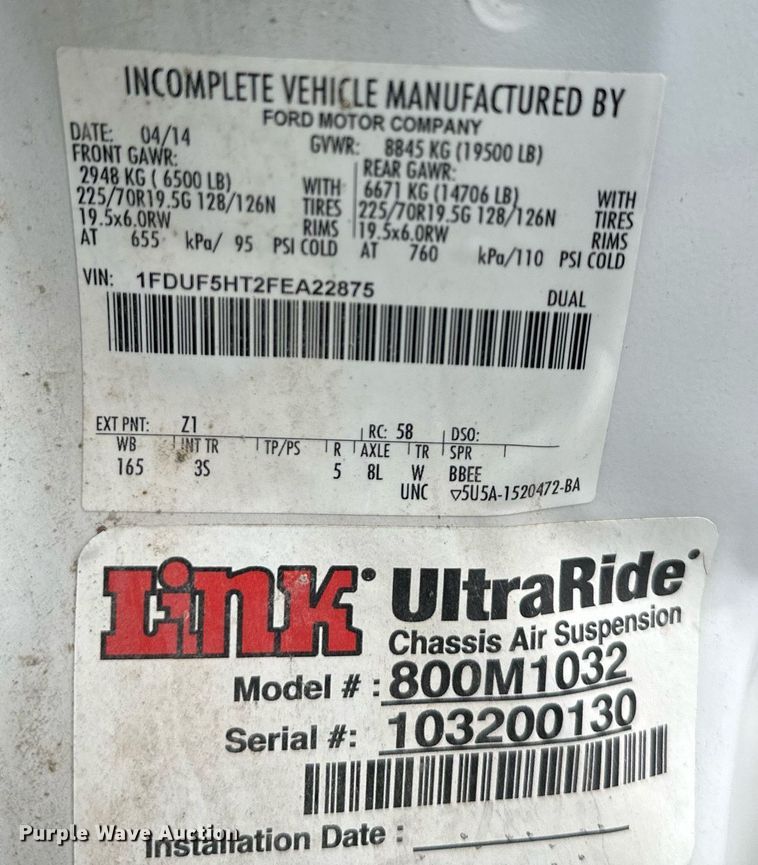 INCOMPLETE VEHICLE MANUFACTURED BY
FORD MOTOR COMPANY
DATE: 04/14 GVWR: 8845 KG (19500 LB)
FRONT GAWR: REAR GAWR:
2948 KG ( 6500 LB) WITH 6671 KG (14706 LB) WITH
225/70R19.5G 128/126N TIRES 225/70R19.5G 128/126N TIRES
19.5x6.0RW RIMS 19.5x6.0RW RIMS
AT 655 kPa/ 95 PSI COLD AT 760 kPa/110 PSI COLD
VIN: 1FDUF5HT2FEA22875 DUAL
EXT PNT: Z1 RC: 58 DSO:
WB INT TR TP/PS R AXLE TR SPR
165 3S 5 8L W BBEE
UNC ▽5U5A-1520472-BA
Link® UltraRide®
Chassis Air Suspension
Model # : 800M1032
Serial #: 103200130
Installation Date :
Purple Wave Auction